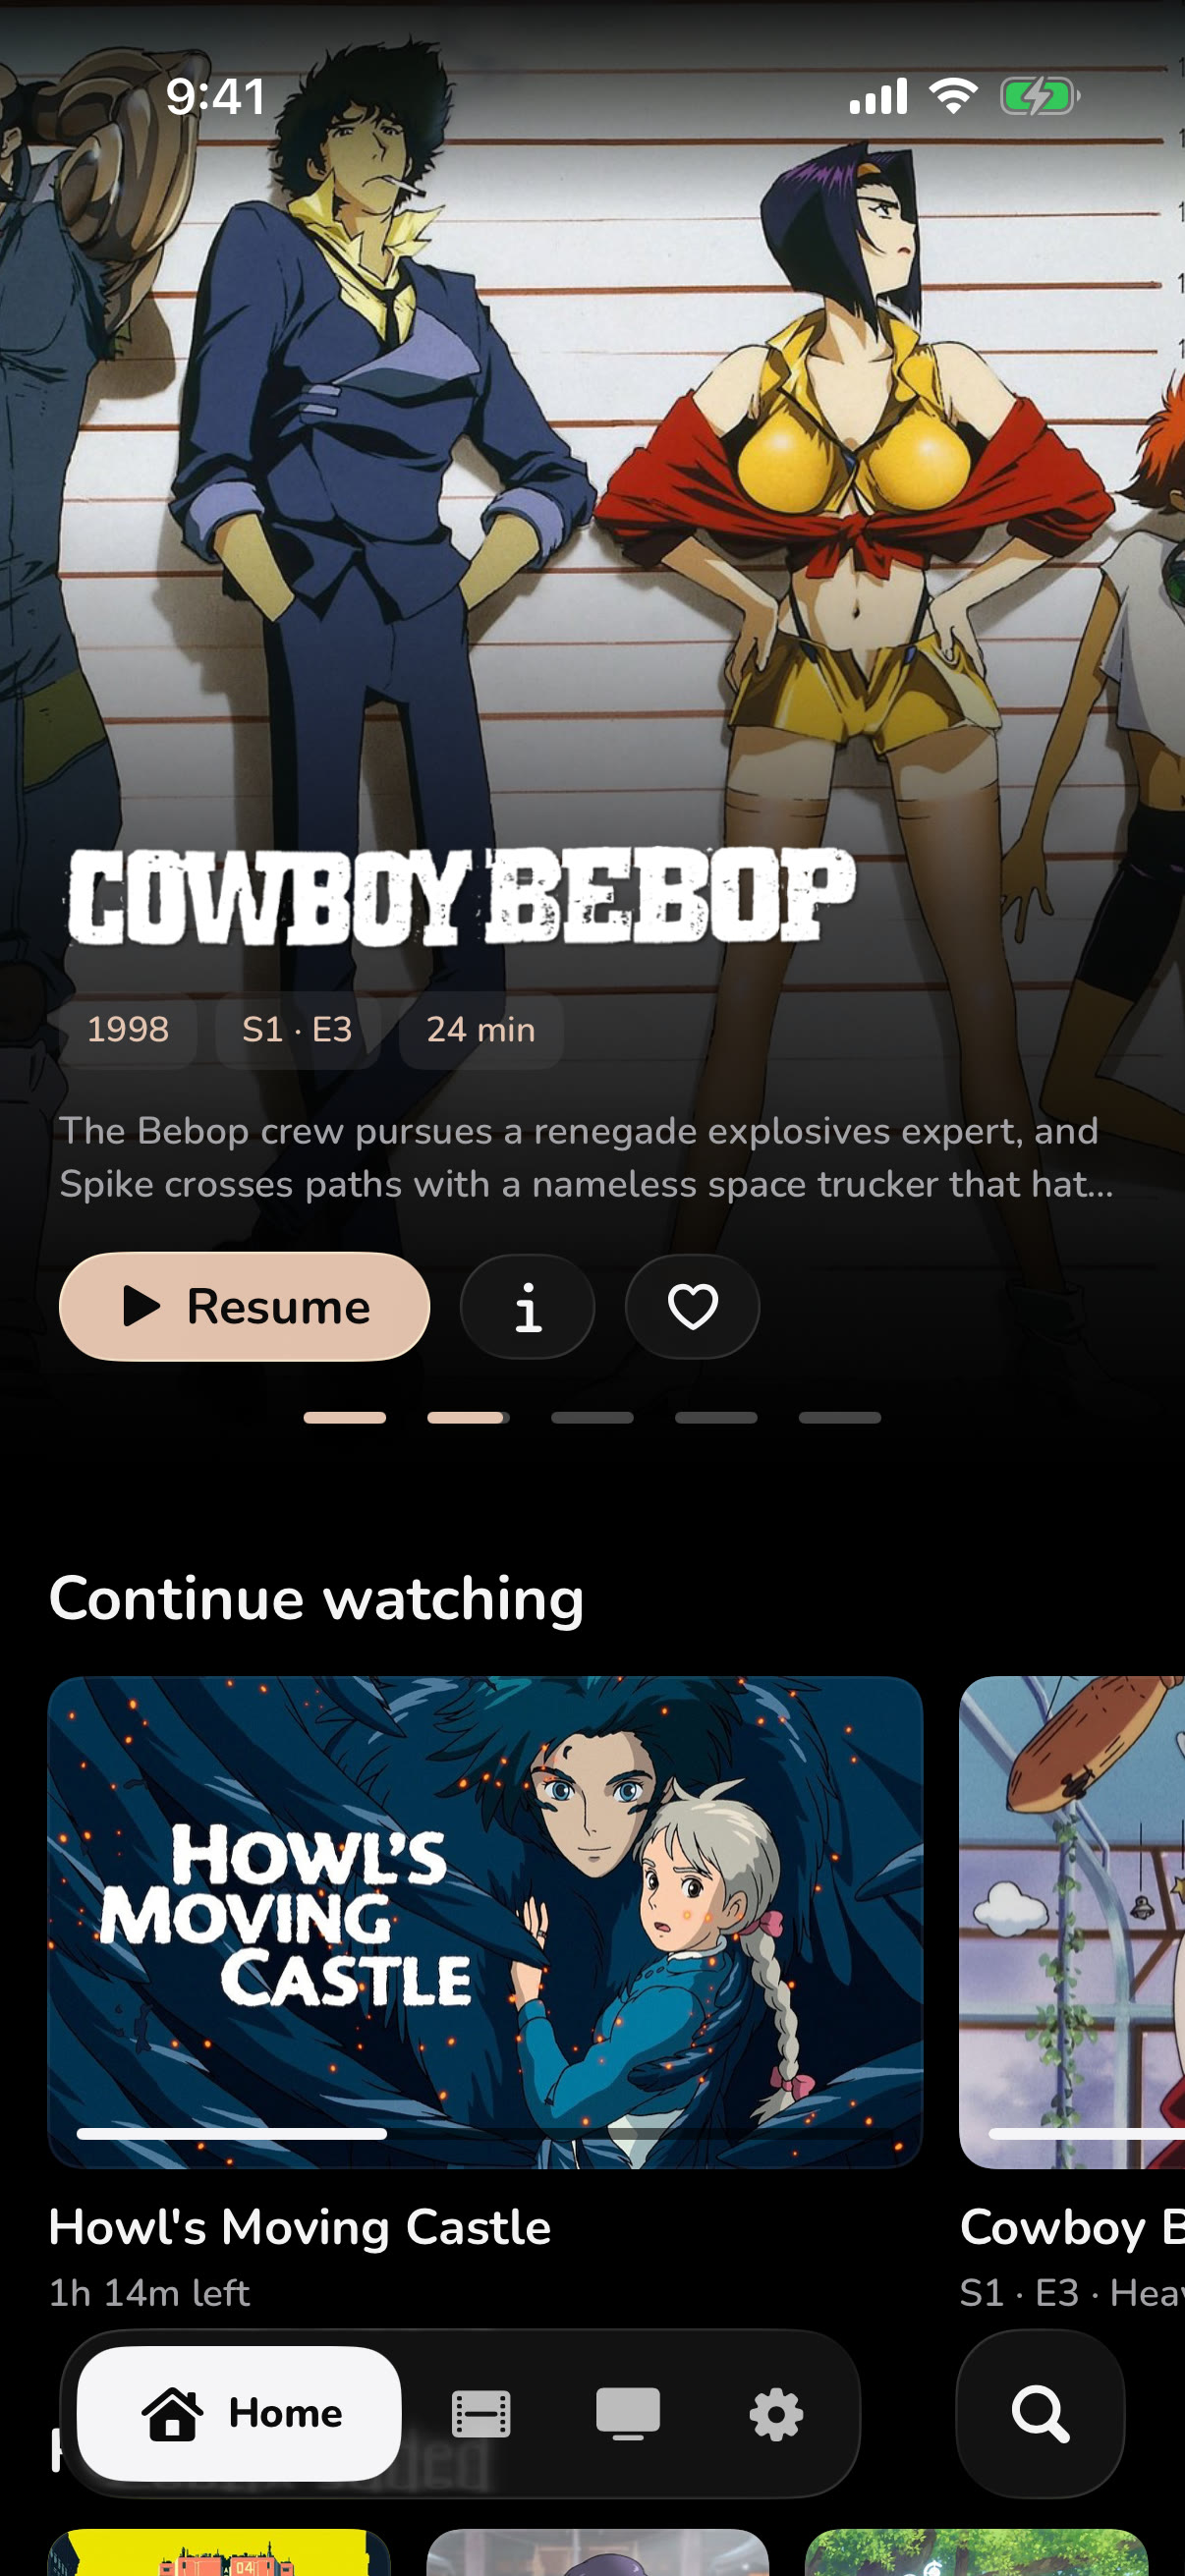 9:41
COWBOY BEBOP
1998
S1 · E3
24 min
The Bebop crew pursues a renegade explosives expert, and
Spike crosses paths with a nameless space trucker that hat...
Resume
Continue watching
HOWL'S
MOVING
CASTLE
Howl's Moving Castle
1h 14m left
Cowboy B
S1 · E3 · Heav
Home
04